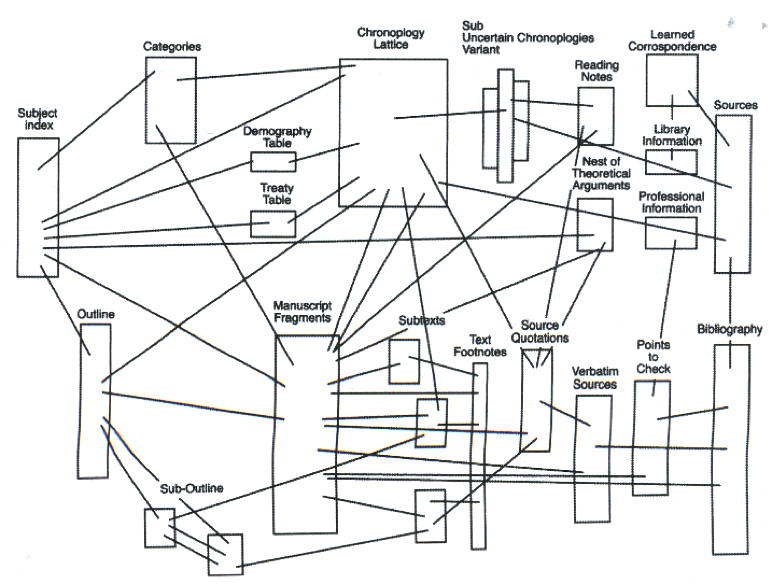 Categories
Chronoplogy
Lattice
Sub
Uncertain Chronoplogies
Variant
Reading
Notes
Learned
Corrospondence
Subject
index
Sources
Demography
Table
Library
Information
Nest of
Theoretical
Arguments
Treaty
Table
Professional
Information
Outline
Manuscript
Fragments
Subtexts
Text
Footnotes
Source
Quotations
Verbatim
Sources
Points
to
Check
Bibliography
Sub-Outline